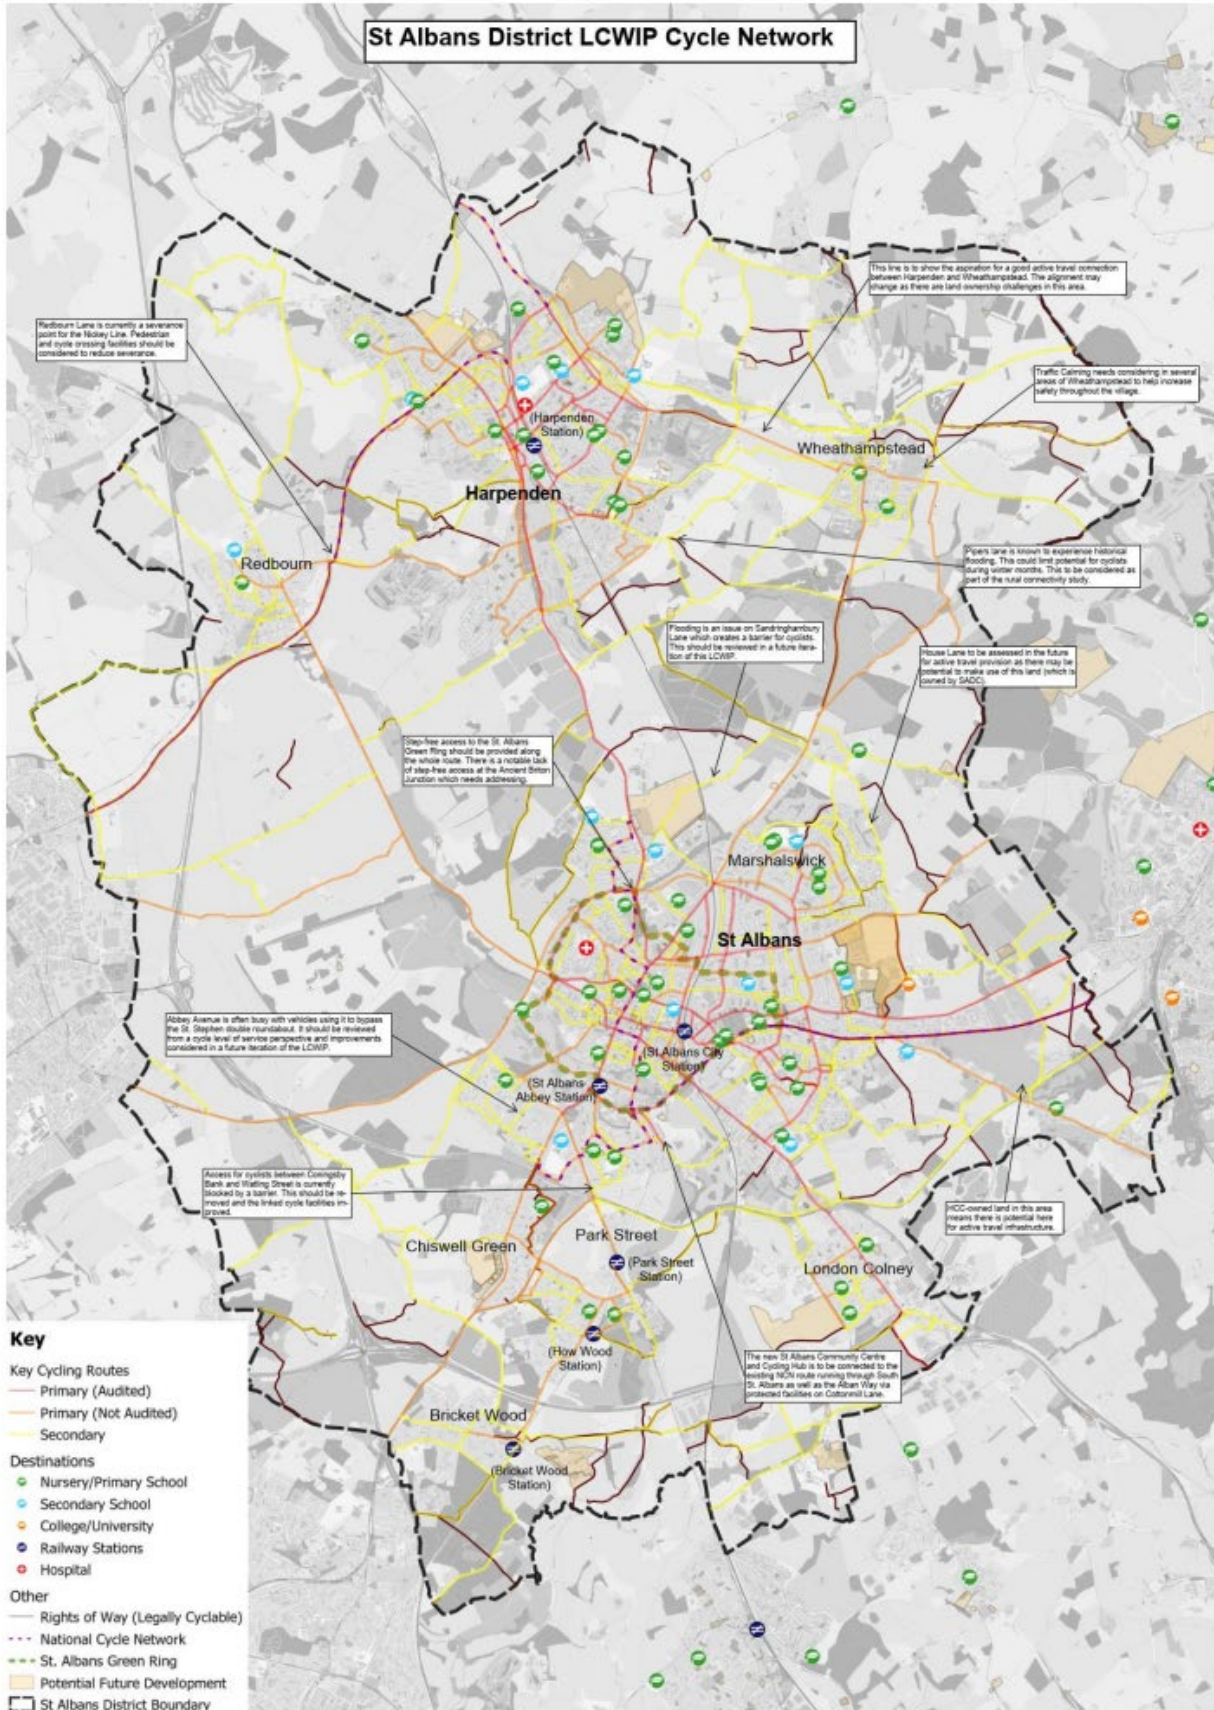 St Albans District LCWIP Cycle Network
This line is to show the aspiration for a good active travel connection
between Harpenden and Wheathampstead. The alignment may
change as there are land ownership challenges in this area.
Redbourn Lane is currently a severance
point for the Nickey Line. Pedestrian
and cycle crossing facilities should be
considered to reduce severance.
Traffic Calming needs considering in several
areas of Wheathampstead to help increase
safety throughout the village.
(Harpenden
Station)
Wheathampstead
Harpenden
Redbourn
Pipers lane is known to experience historical
flooding. This could limit potential for cyclists
during winter months. This to be considered as
part of the rural connectivity study.
Flooding is an issue on Sandringhambury
Lane which creates a barrier for cyclists.
This should be reviewed in a future itera-
tion of this LCWIP.
House Lane to be assessed in the future
for active travel provision as there may be
potential to make use of this land (which is
owned by SADC).
Step-free access to the St. Albans
Green Ring should be provided along
the whole route. There is a notable lack
of step-free access at the Ancient Briton
Junction which needs addressing.
Marshalswick
St Albans
Abbey Avenue is often busy with vehicles using it to bypass
the St. Stephen double roundabout. It should be reviewed
from a cycle level of service perspective and improvements
considered in a future iteration of the LCWIP.
(St Albans City
Station)
(St Albans
Abbey Station)
Access for cyclists between Coningsby
Bank and Watling Street is currently
blocked by a barrier. This should be re-
moved and the linked cycle facilities im-
proved.
HCC-owned land in this area
means there is potential here
for active travel infrastructure.
Chiswell Green
Park Street
(Park Street
Station)
London Colney
(How Wood
Station)
The new St Albans Community Centre
and Cycling Hub is to be connected to the
existing NCN route running through South
St. Albans as well as the Alban Way via
protected facilities on Cottonmill Lane.
Bricket Wood
(Bricket Wood
Station)
Key
Key Cycling Routes
Primary (Audited)
Primary (Not Audited)
Secondary
Destinations
Nursery/Primary School
Secondary School
College/University
Railway Stations
Hospital
Other
Rights of Way (Legally Cyclable)
National Cycle Network
St. Albans Green Ring
Potential Future Development
St Albans District Boundary